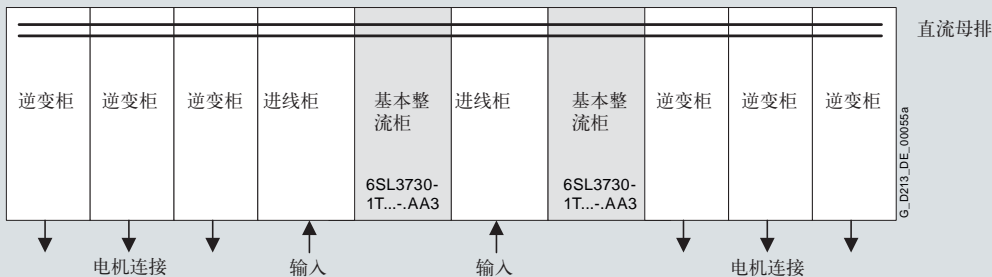 直流母排
逆变柜
逆变柜
逆变柜
进线柜
基本整
流柜
进线柜
基本整
流柜
逆变柜
逆变柜
逆变柜
6SL3730-
1T...-.AA3
6SL3730-
1T...-.AA3
G_D213_DE_00055a
电机连接
输入
输入
电机连接